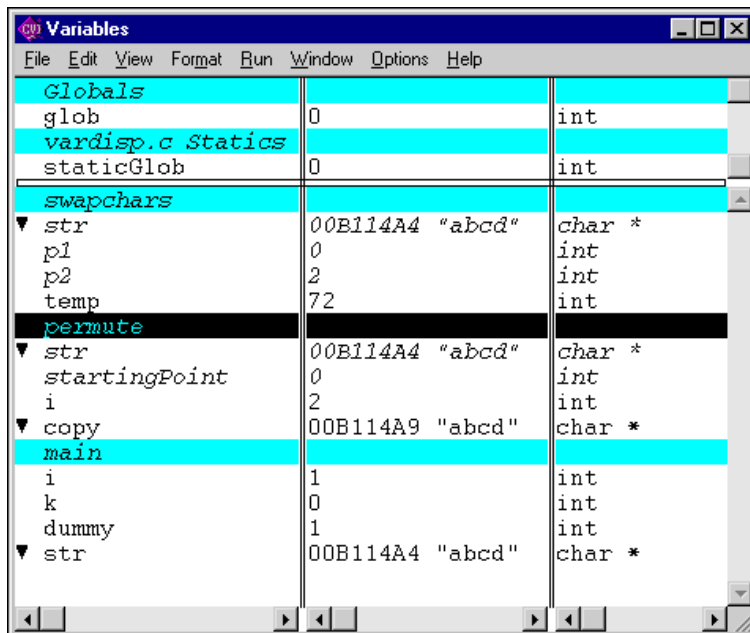 CVI Variables
File Edit View Format Run Window Options Help
Globals
glob 0 int
vardisp.c Statics
staticGlob 0 int
swapchars
str 00B114A4 "abcd" char *
p1 0 int
p2 2 int
temp 72 int
permute
str 00B114A4 "abcd" char *
startingPoint 0 int
i 2 int
copy 00B114A9 "abcd" char *
main
i 1 int
k 0 int
dummy 1 int
str 00B114A4 "abcd" char *